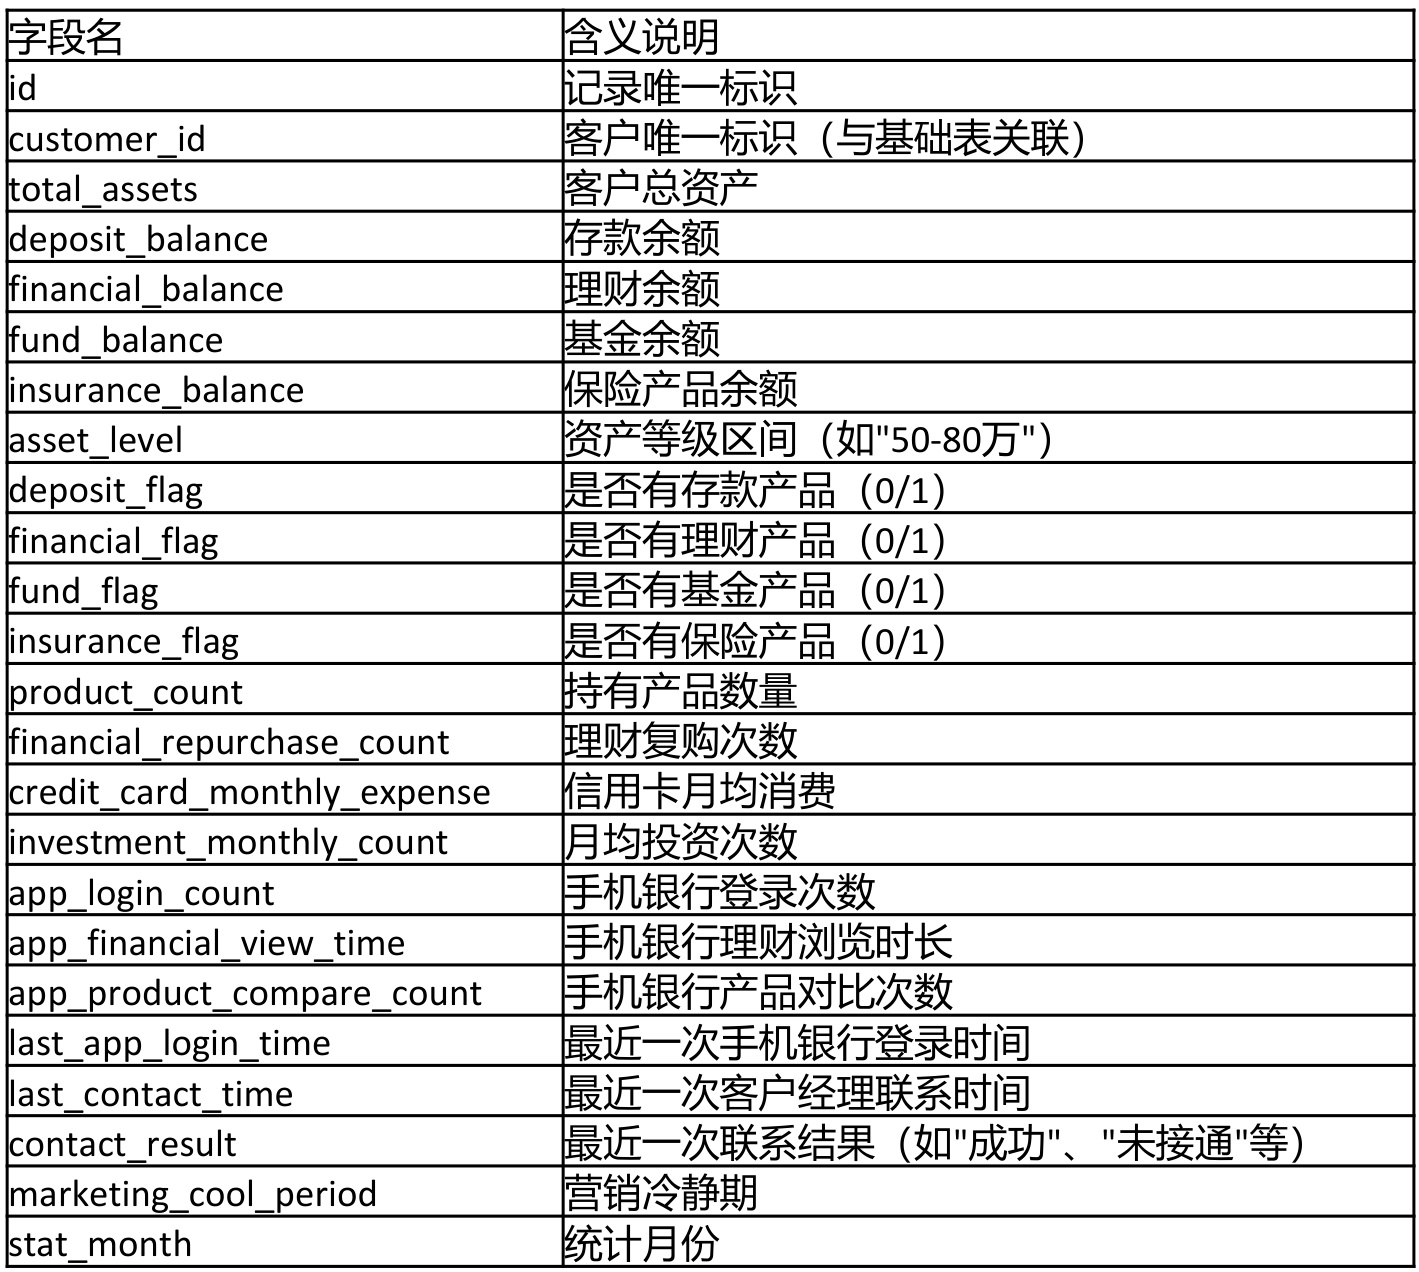 字段名 含义说明
id 记录唯一标识
customer_id 客户唯一标识（与基础表关联）
total_assets 客户总资产
deposit_balance 存款余额
financial_balance 理财余额
fund_balance 基金余额
insurance_balance 保险产品余额
asset_level 资产等级区间（如"50-80万"）
deposit_flag 是否有存款产品（0/1）
financial_flag 是否有理财产品（0/1）
fund_flag 是否有基金产品（0/1）
insurance_flag 是否有保险产品（0/1）
product_count 持有产品数量
financial_repurchase_count 理财复购次数
credit_card_monthly_expense 信用卡月均消费
investment_monthly_count 月均投资次数
app_login_count 手机银行登录次数
app_financial_view_time 手机银行理财浏览时长
app_product_compare_count 手机银行产品对比次数
last_app_login_time 最近一次手机银行登录时间
last_contact_time 最近一次客户经理联系时间
contact_result 最近一次联系结果（如"成功"、"未接通"等）
marketing_cool_period 营销冷静期
stat_month 统计月份